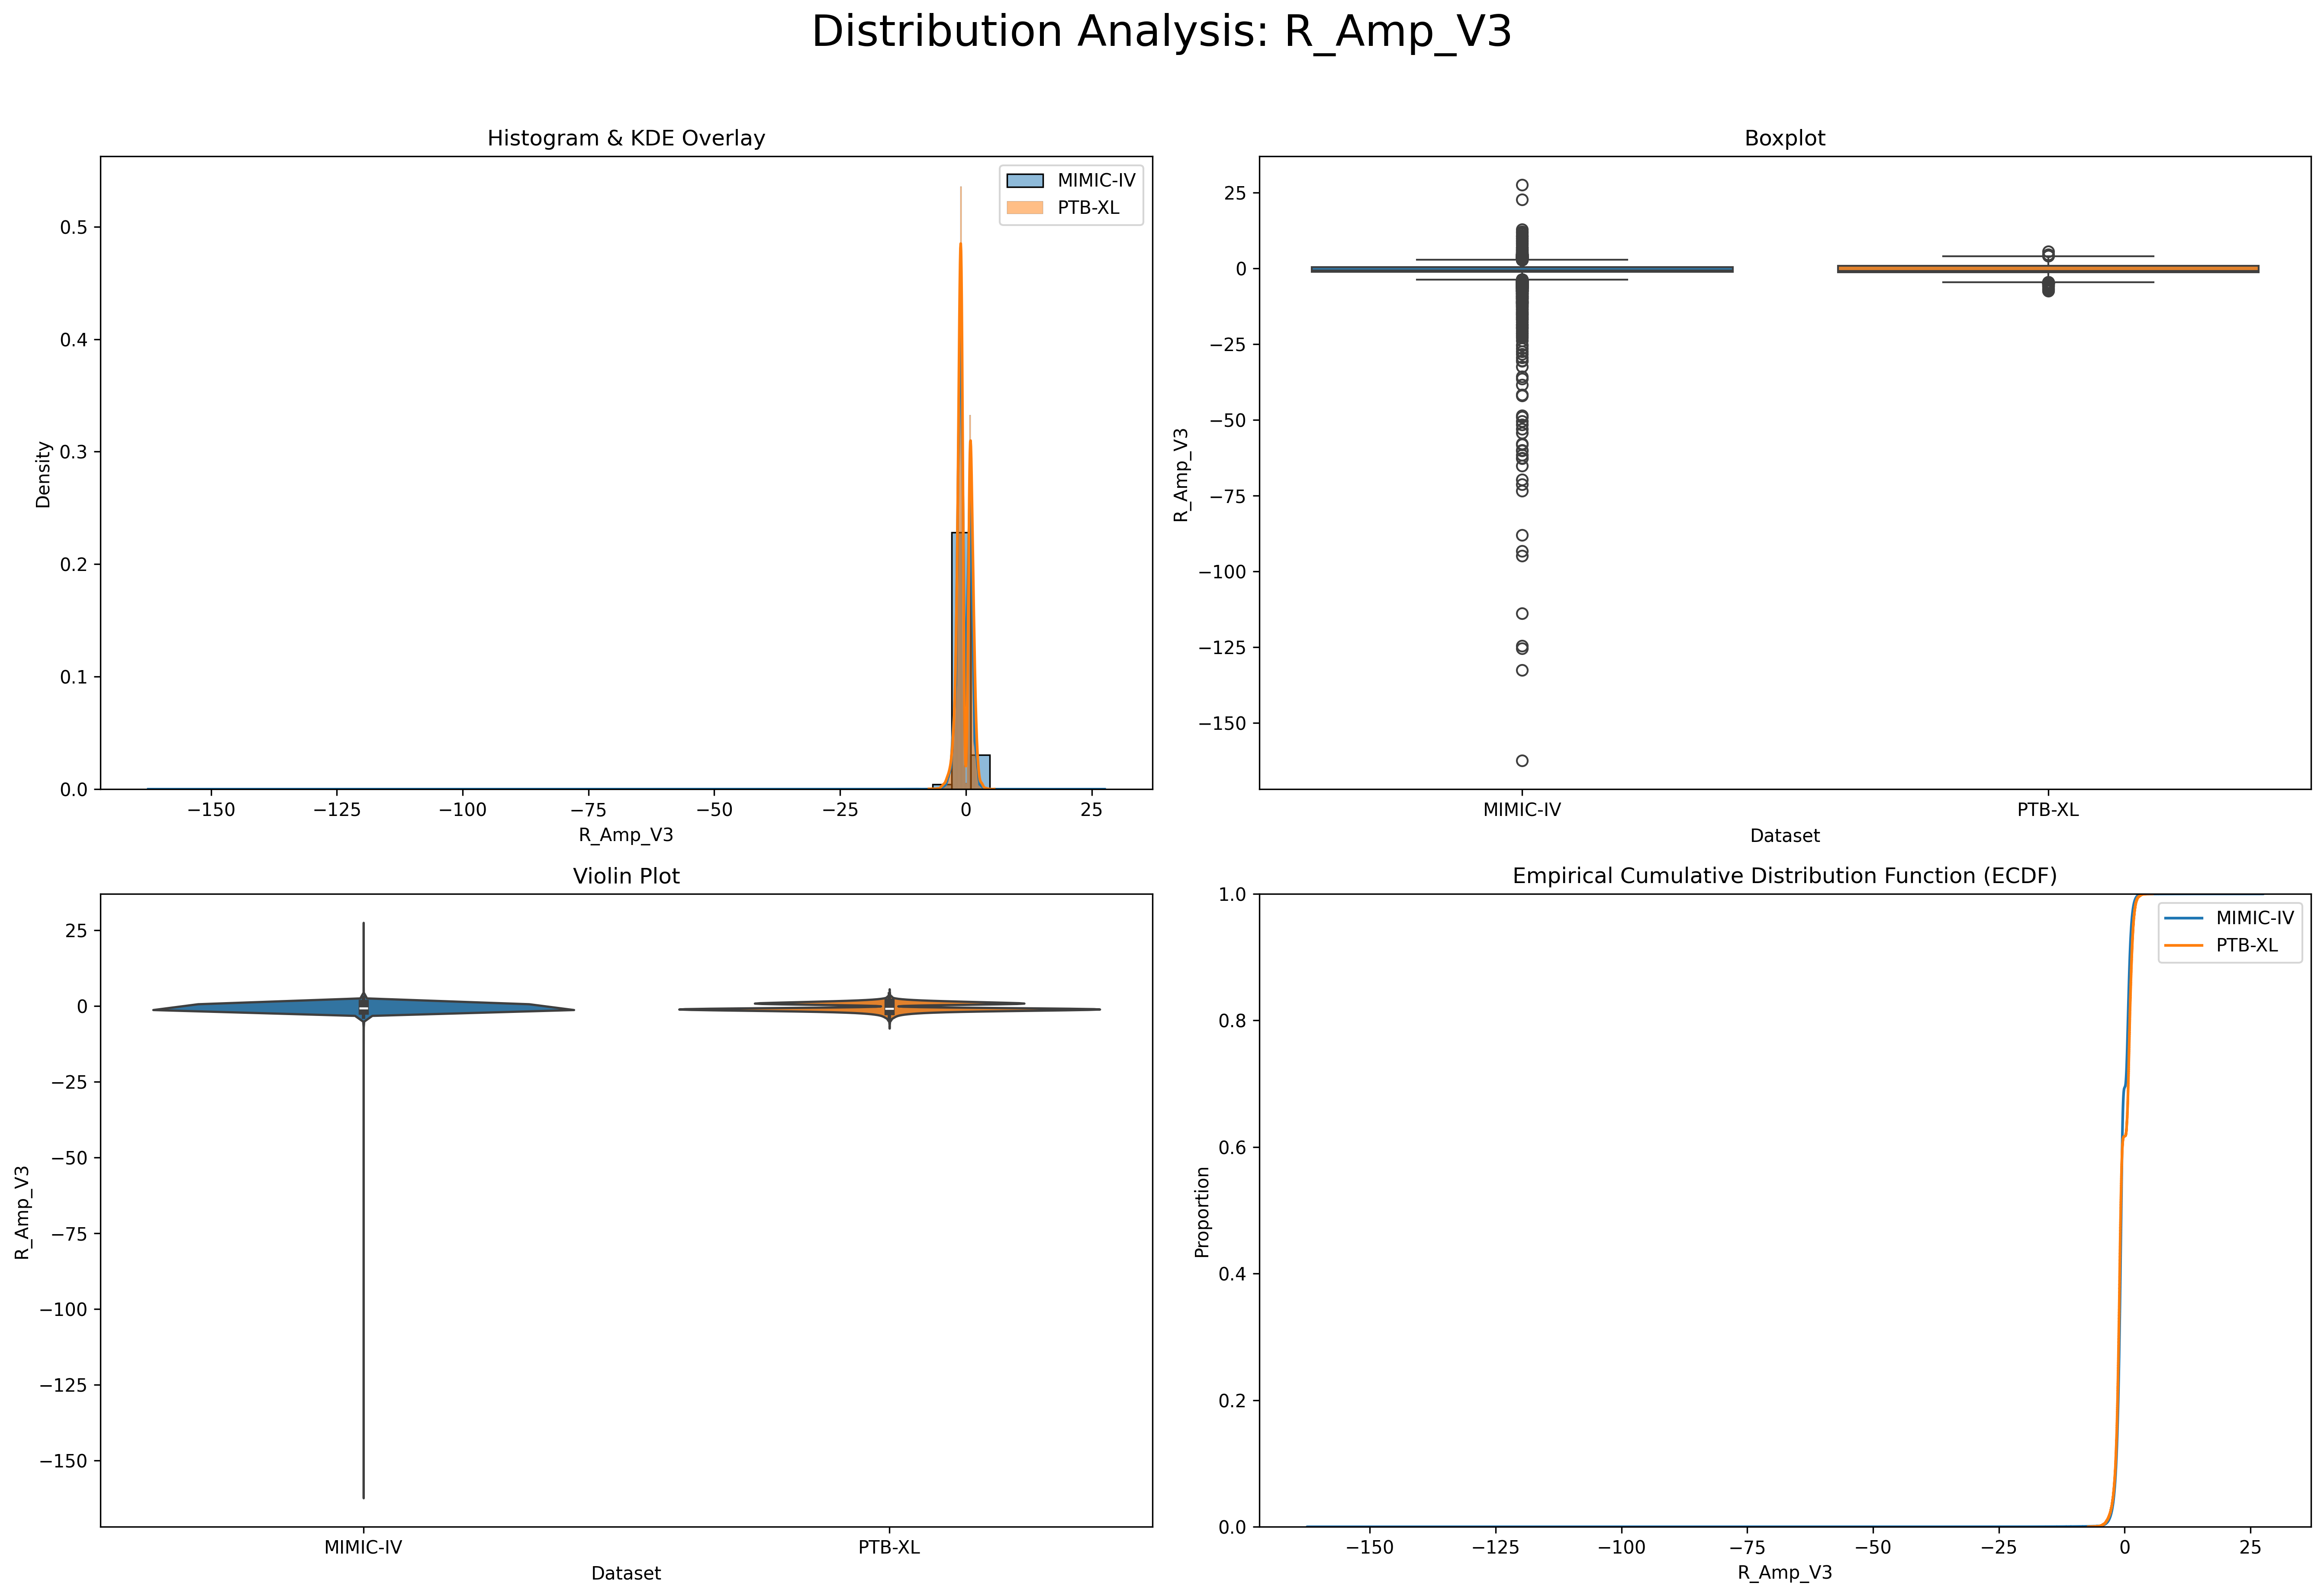 Distribution Analysis: R_Amp_V3
Histogram & KDE Overlay
MIMIC-IV
PTB-XL
Density
0.5
0.4
0.3
0.2
0.1
0.0
−150
−125
−100
−75
−50
−25
0
25
R_Amp_V3
Boxplot
R_Amp_V3
25
0
−25
−50
−75
−100
−125
−150
MIMIC-IV
PTB-XL
Dataset
Violin Plot
R_Amp_V3
25
0
−25
−50
−75
−100
−125
−150
MIMIC-IV
PTB-XL
Dataset
Empirical Cumulative Distribution Function (ECDF)
MIMIC-IV
PTB-XL
Proportion
1.0
0.8
0.6
0.4
0.2
0.0
−150
−125
−100
−75
−50
−25
0
25
R_Amp_V3